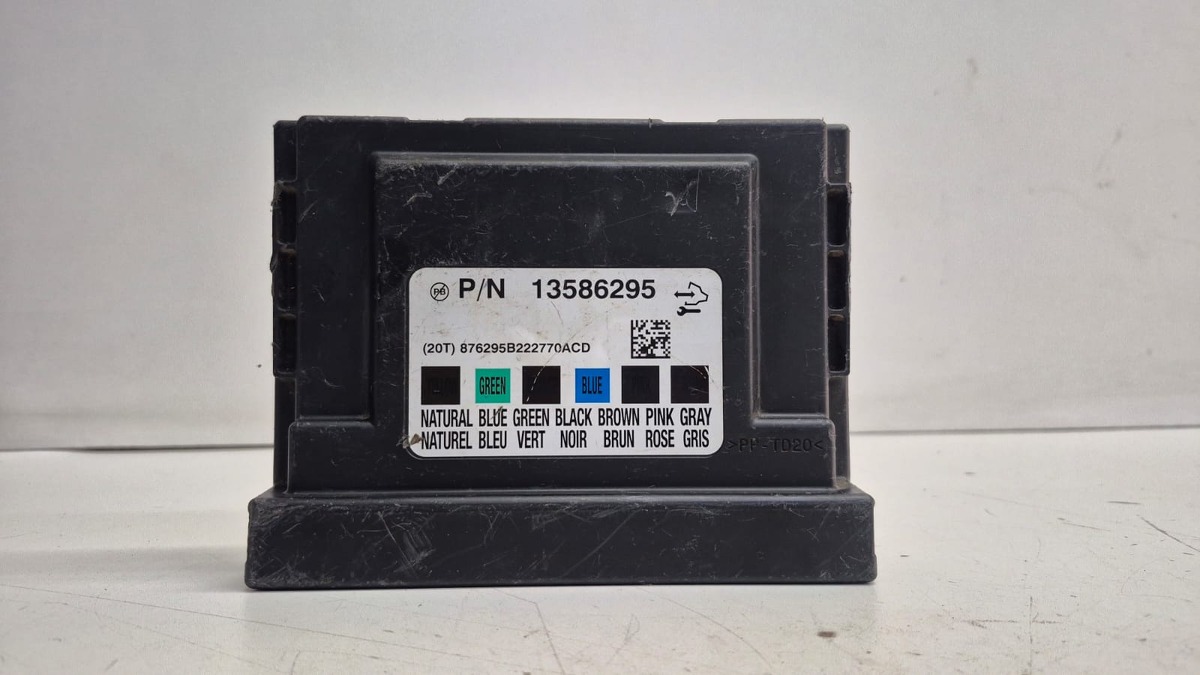 PB P/N 13586295
(20T) 876295B222770ACD
GREEN BLUE
NATURAL BLUE GREEN BLACK BROWN PINK GRAY
NATUREL BLEU VERT NOIR BRUN ROSE GRIS
>PP-TD20<